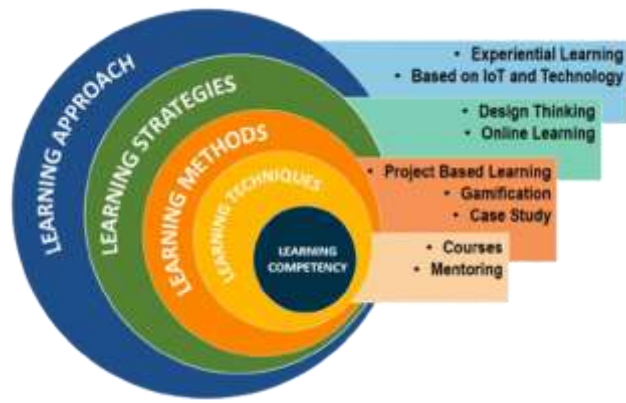 LEARNING APPROACH
LEARNING STRATEGIES
LEARNING METHODS
LEARNING TECHNIQUES
LEARNING
COMPETENCY
• Experiential Learning
• Based on IoT and Technology
• Design Thinking
• Online Learning
• Project Based Learning
• Gamification
• Case Study
• Courses
• Mentoring